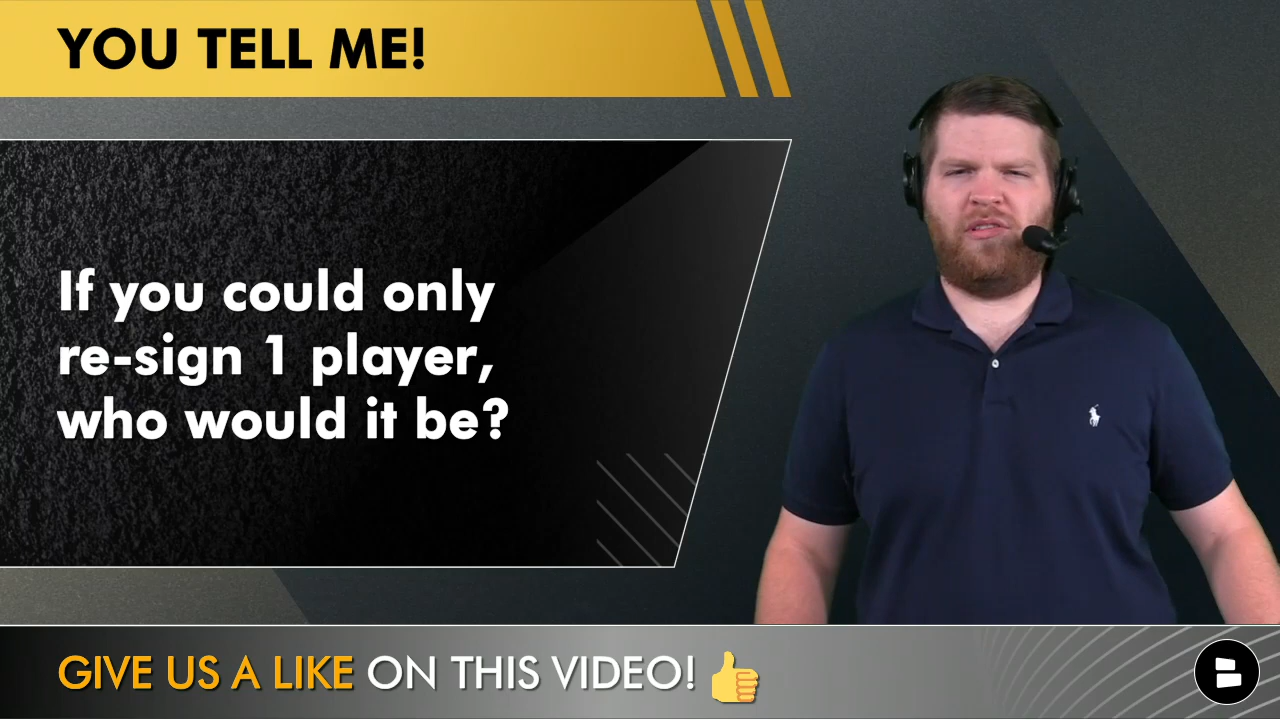 YOU TELL ME!
If you could only
re-sign 1 player,
who would it be?
GIVE US A LIKE ON THIS VIDEO!